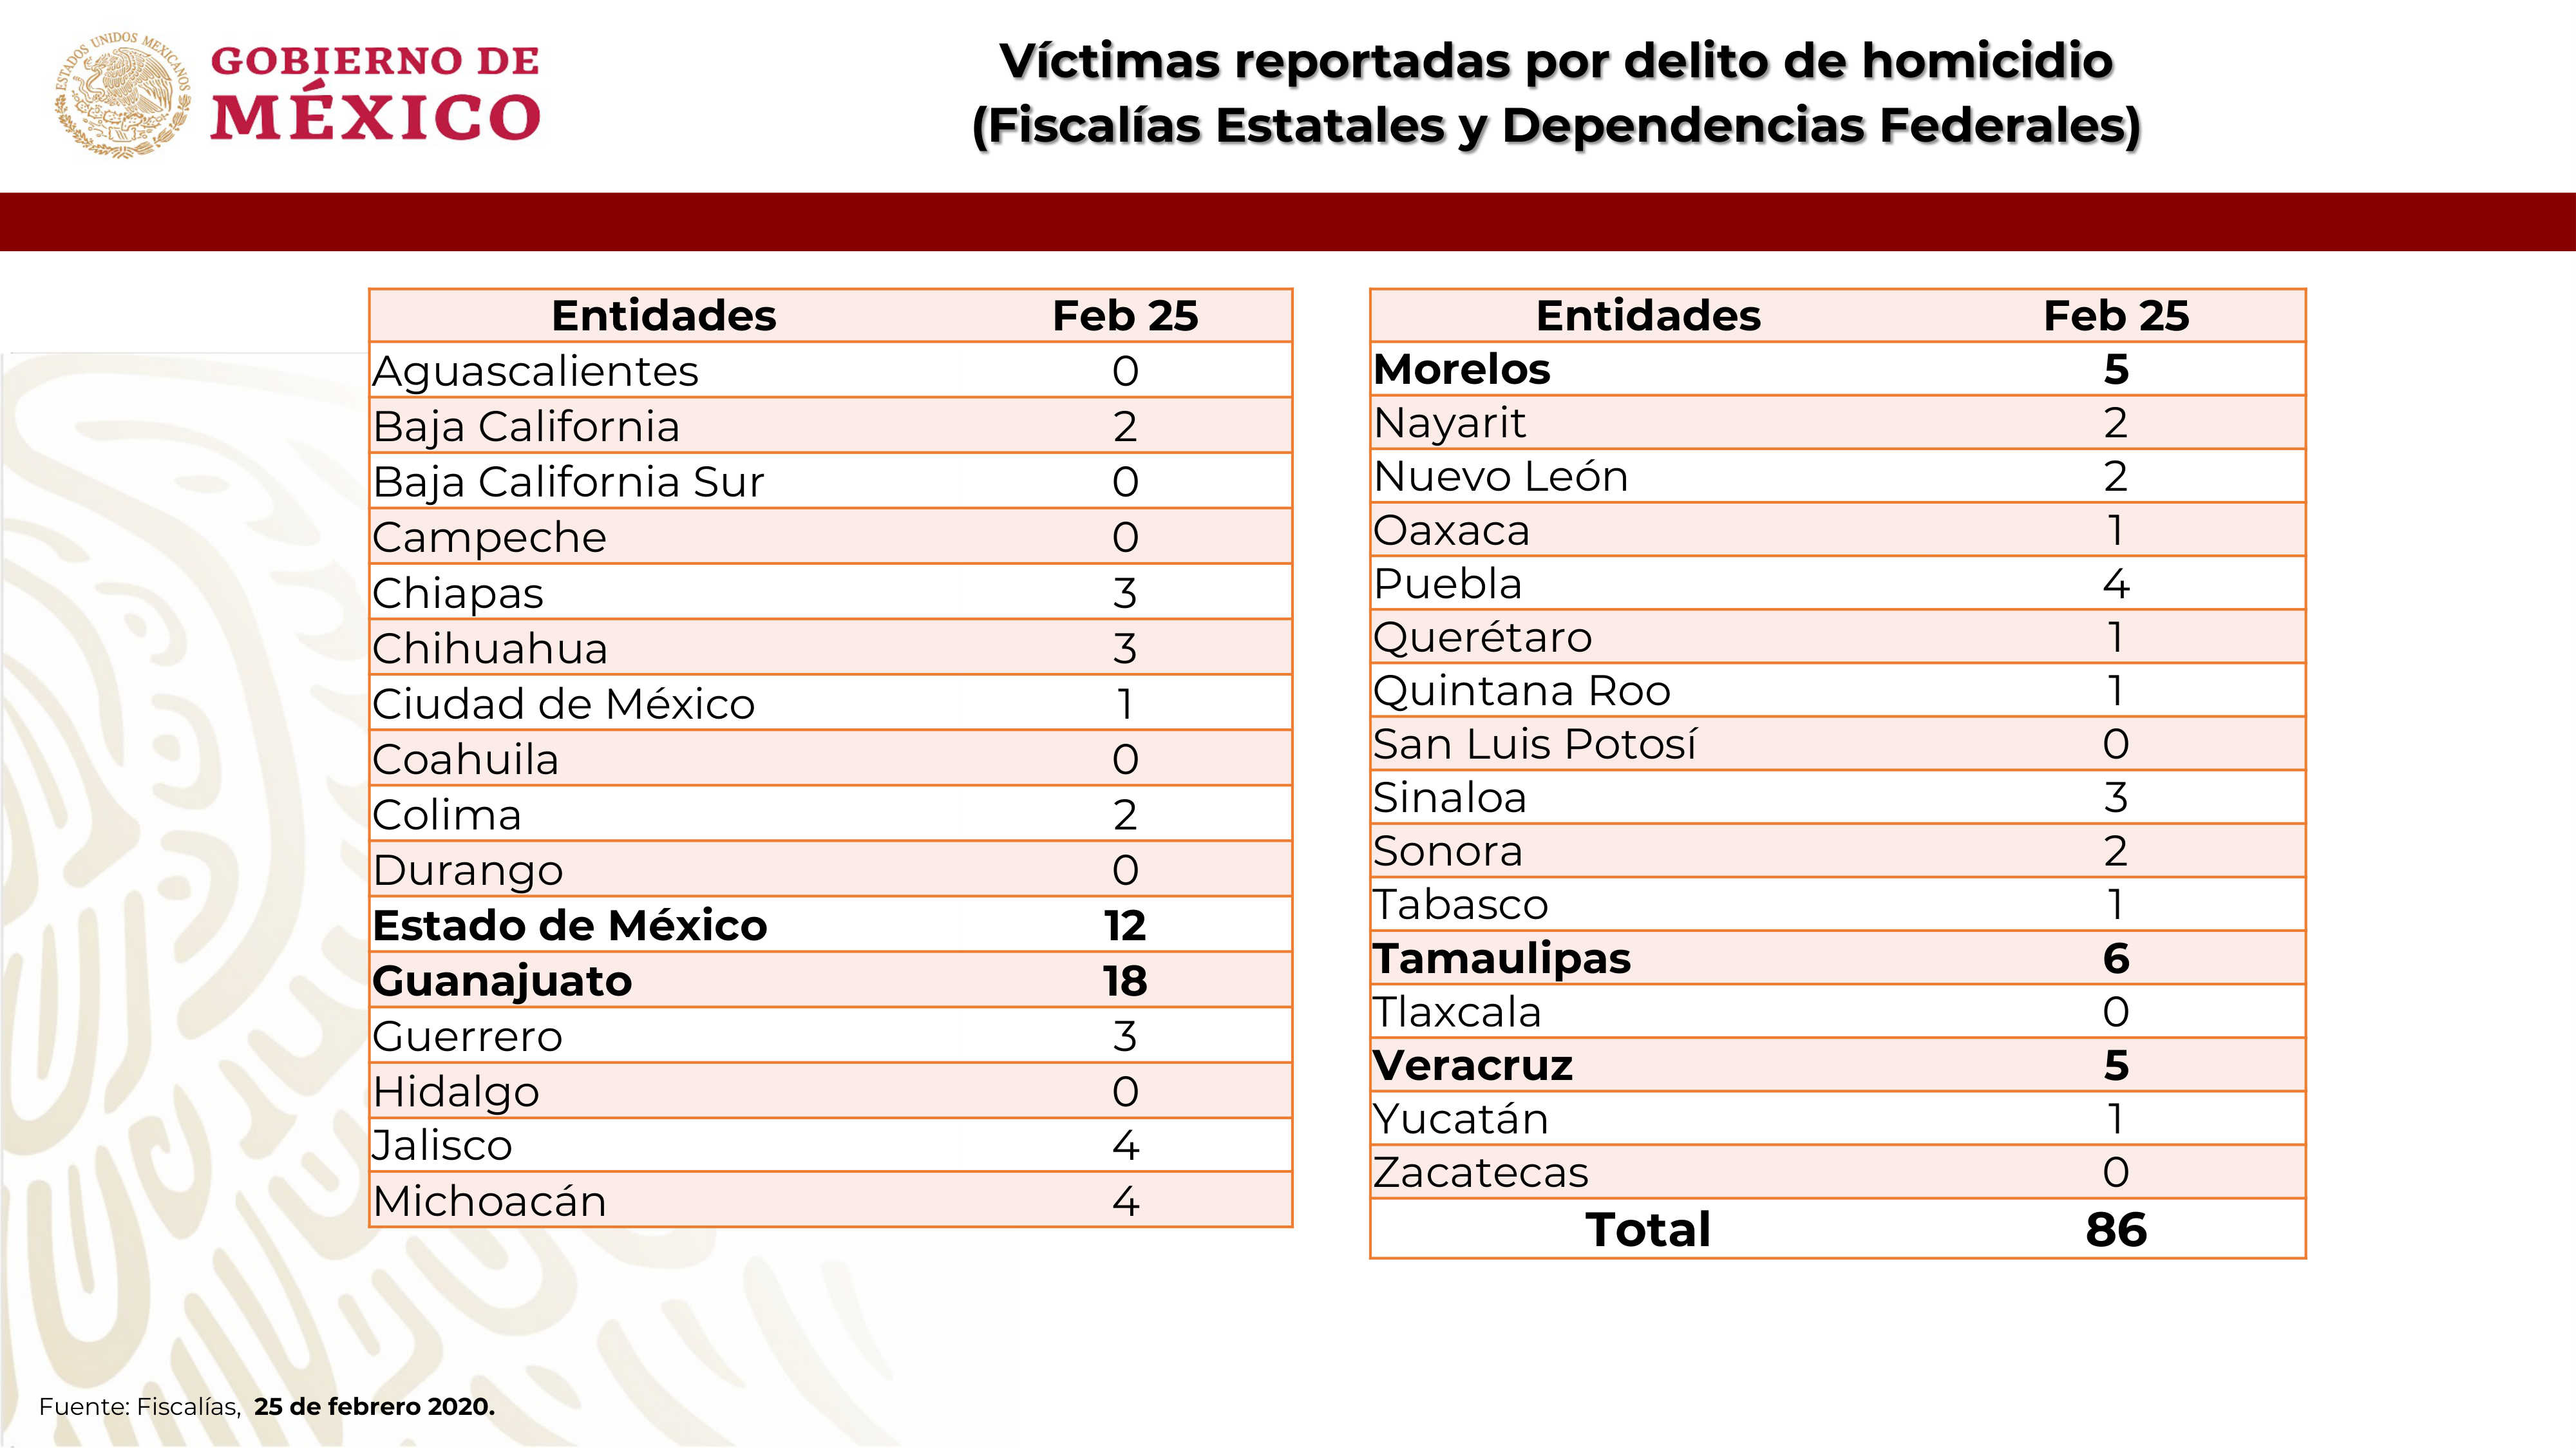 ESTADOS UNIDOS MEXICANOS
GOBIERNO DE
MÉXICO
Víctimas reportadas por delito de homicidio
(Fiscalías Estatales y Dependencias Federales)
Entidades Feb 25
Aguascalientes 0
Baja California 2
Baja California Sur 0
Campeche 0
Chiapas 3
Chihuahua 3
Ciudad de México 1
Coahuila 0
Colima 2
Durango 0
Estado de México 12
Guanajuato 18
Guerrero 3
Hidalgo 0
Jalisco 4
Michoacán 4
Entidades Feb 25
Morelos 5
Nayarit 2
Nuevo León 2
Oaxaca 1
Puebla 4
Querétaro 1
Quintana Roo 1
San Luis Potosí 0
Sinaloa 3
Sonora 2
Tabasco 1
Tamaulipas 6
Tlaxcala 0
Veracruz 5
Yucatán 1
Zacatecas 0
Total 86
Fuente: Fiscalías, 25 de febrero 2020.